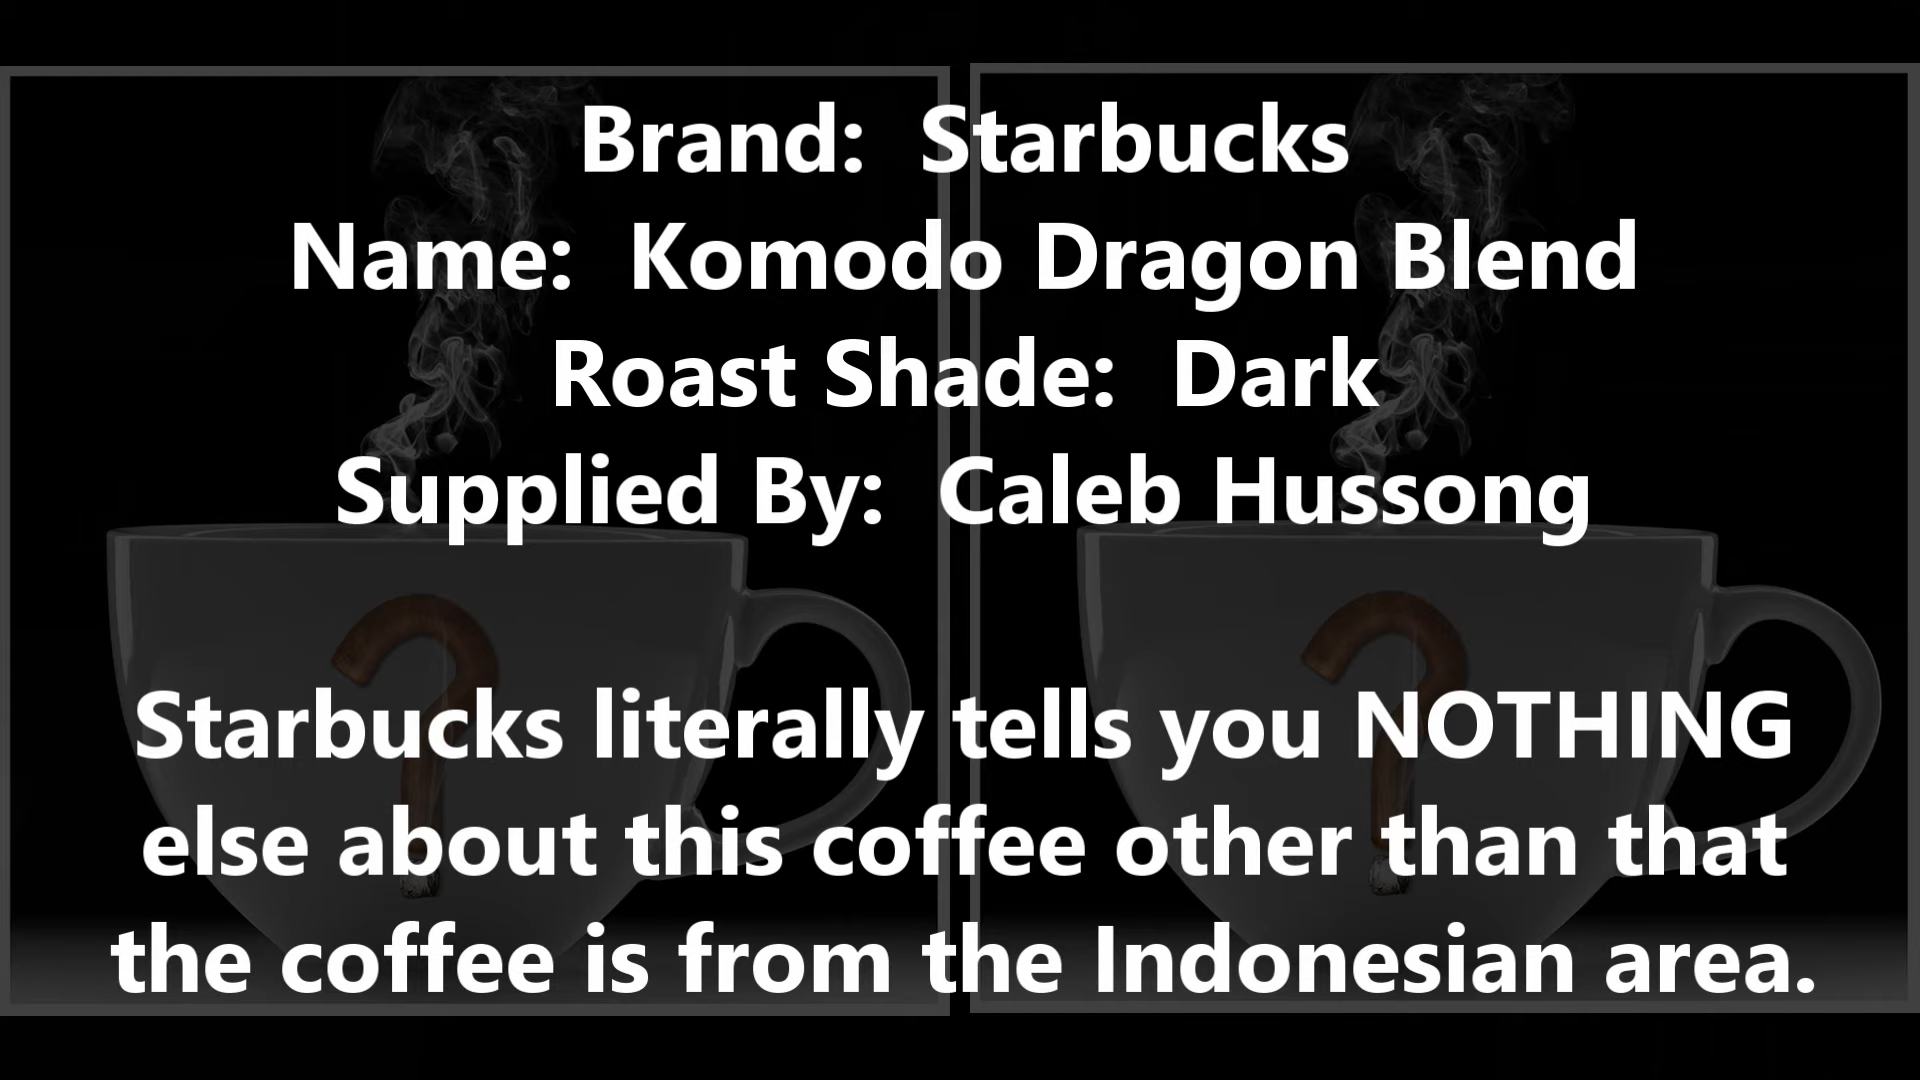 Brand:  Starbucks
Name:  Komodo Dragon Blend
Roast Shade:  Dark
Supplied By:  Caleb Hussong
Starbucks literally tells you NOTHING
else about this coffee other than that
the coffee is from the Indonesian area.